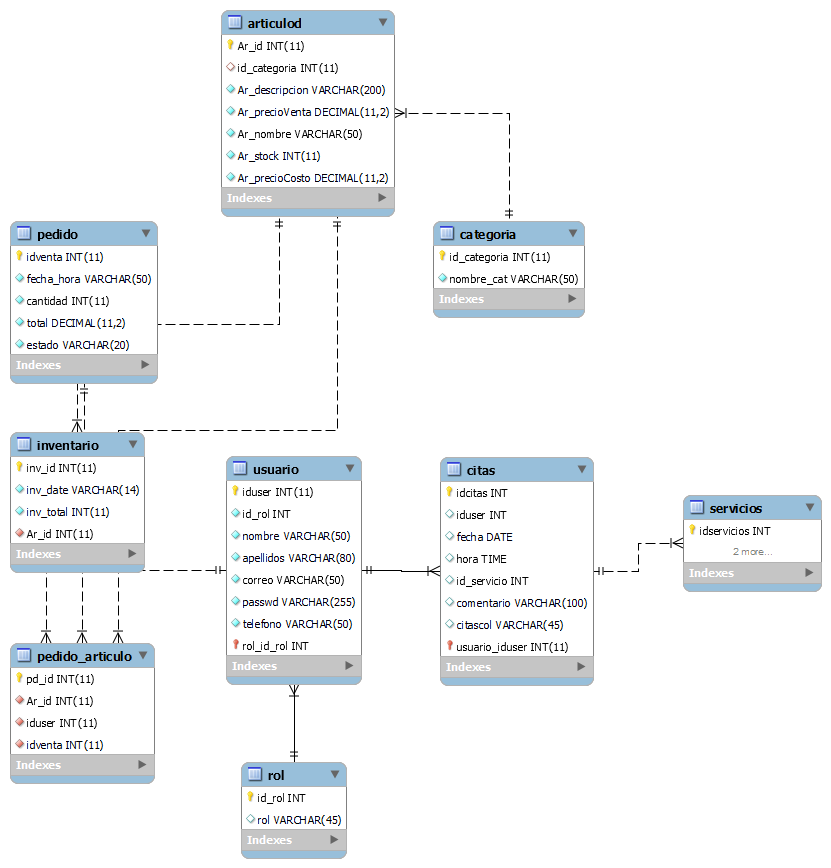 articulod
Ar_id INT(11)
id_categoria INT(11)
Ar_descripcion VARCHAR(200)
Ar_precioVenta DECIMAL(11,2)
Ar_nombre VARCHAR(50)
Ar_stock INT(11)
Ar_precioCosto DECIMAL(11,2)
Indexes
pedido
idventa INT(11)
fecha_hora VARCHAR(50)
cantidad INT(11)
total DECIMAL(11,2)
estado VARCHAR(20)
Indexes
categoria
id_categoria INT(11)
nombre_cat VARCHAR(50)
Indexes
inventario
inv_id INT(11)
inv_date VARCHAR(14)
inv_total INT(11)
Ar_id INT(11)
Indexes
usuario
iduser INT(11)
id_rol INT
nombre VARCHAR(50)
apellidos VARCHAR(80)
correo VARCHAR(50)
passwd VARCHAR(255)
telefono VARCHAR(50)
rol_id_rol INT
Indexes
citas
idcitas INT
iduser INT
fecha DATE
hora TIME
id_servicio INT
comentario VARCHAR(100)
citascol VARCHAR(45)
usuario_iduser INT(11)
Indexes
servicios
idservicios INT
2 more...
Indexes
pedido_articulo
pd_id INT(11)
Ar_id INT(11)
iduser INT(11)
idventa INT(11)
Indexes
rol
id_rol INT
rol VARCHAR(45)
Indexes